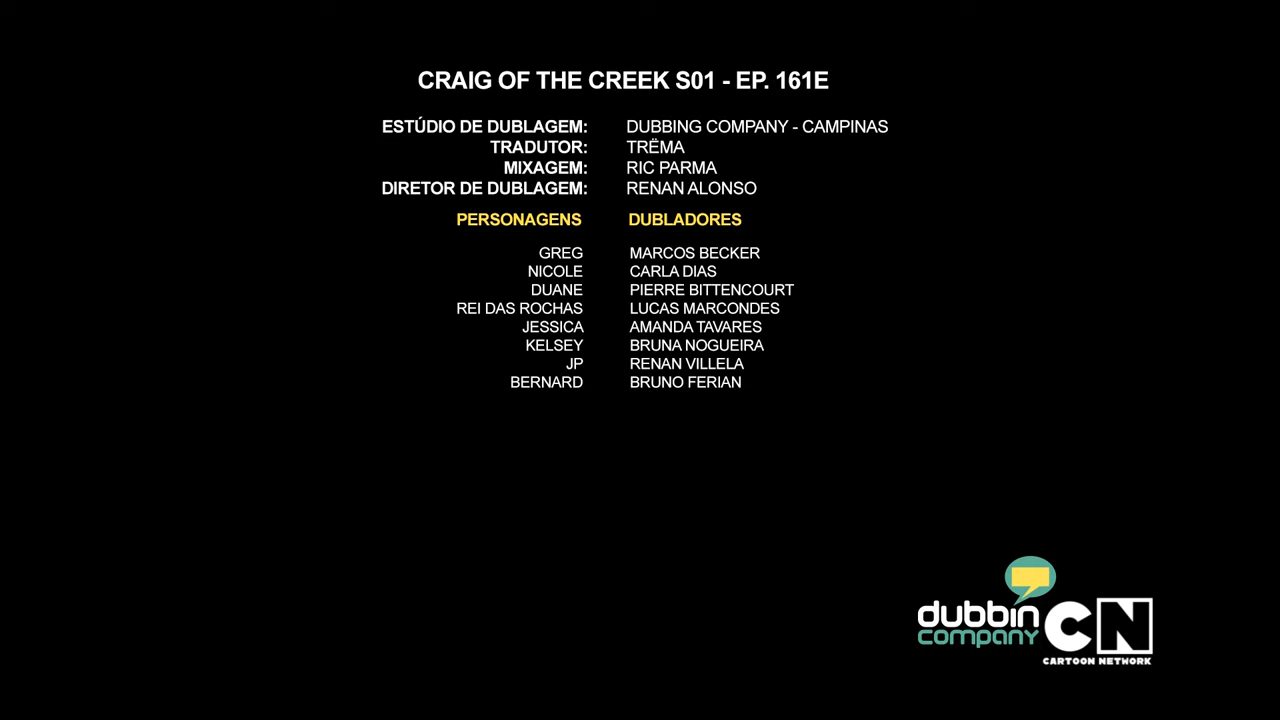 CRAIG OF THE CREEK S01 - EP. 161E
ESTÚDIO DE DUBLAGEM: DUBBING COMPANY - CAMPINAS
TRADUTOR: TRËMA
MIXAGEM: RIC PARMA
DIRETOR DE DUBLAGEM: RENAN ALONSO
PERSONAGENS DUBLADORES
GREG MARCOS BECKER
NICOLE CARLA DIAS
DUANE PIERRE BITTENCOURT
REI DAS ROCHAS LUCAS MARCONDES
JESSICA AMANDA TAVARES
KELSEY BRUNA NOGUEIRA
JP RENAN VILLELA
BERNARD BRUNO FERIAN
dubbin
company
CN
CARTOON NETWORK